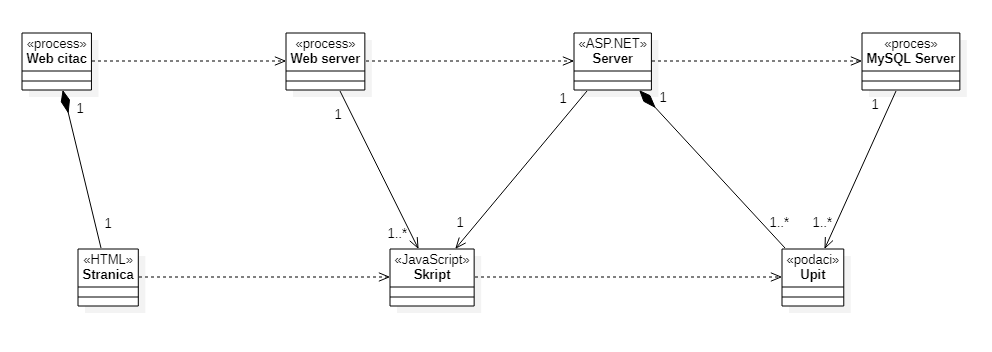 «process»
Web citac
«process»
Web server
«ASP.NET»
Server
«proces»
MySQL Server
1
1
1
1
1
1
1..*
1
1..*
1..*
«HTML»
Stranica
«JavaScript»
Skript
«podaci»
Upit